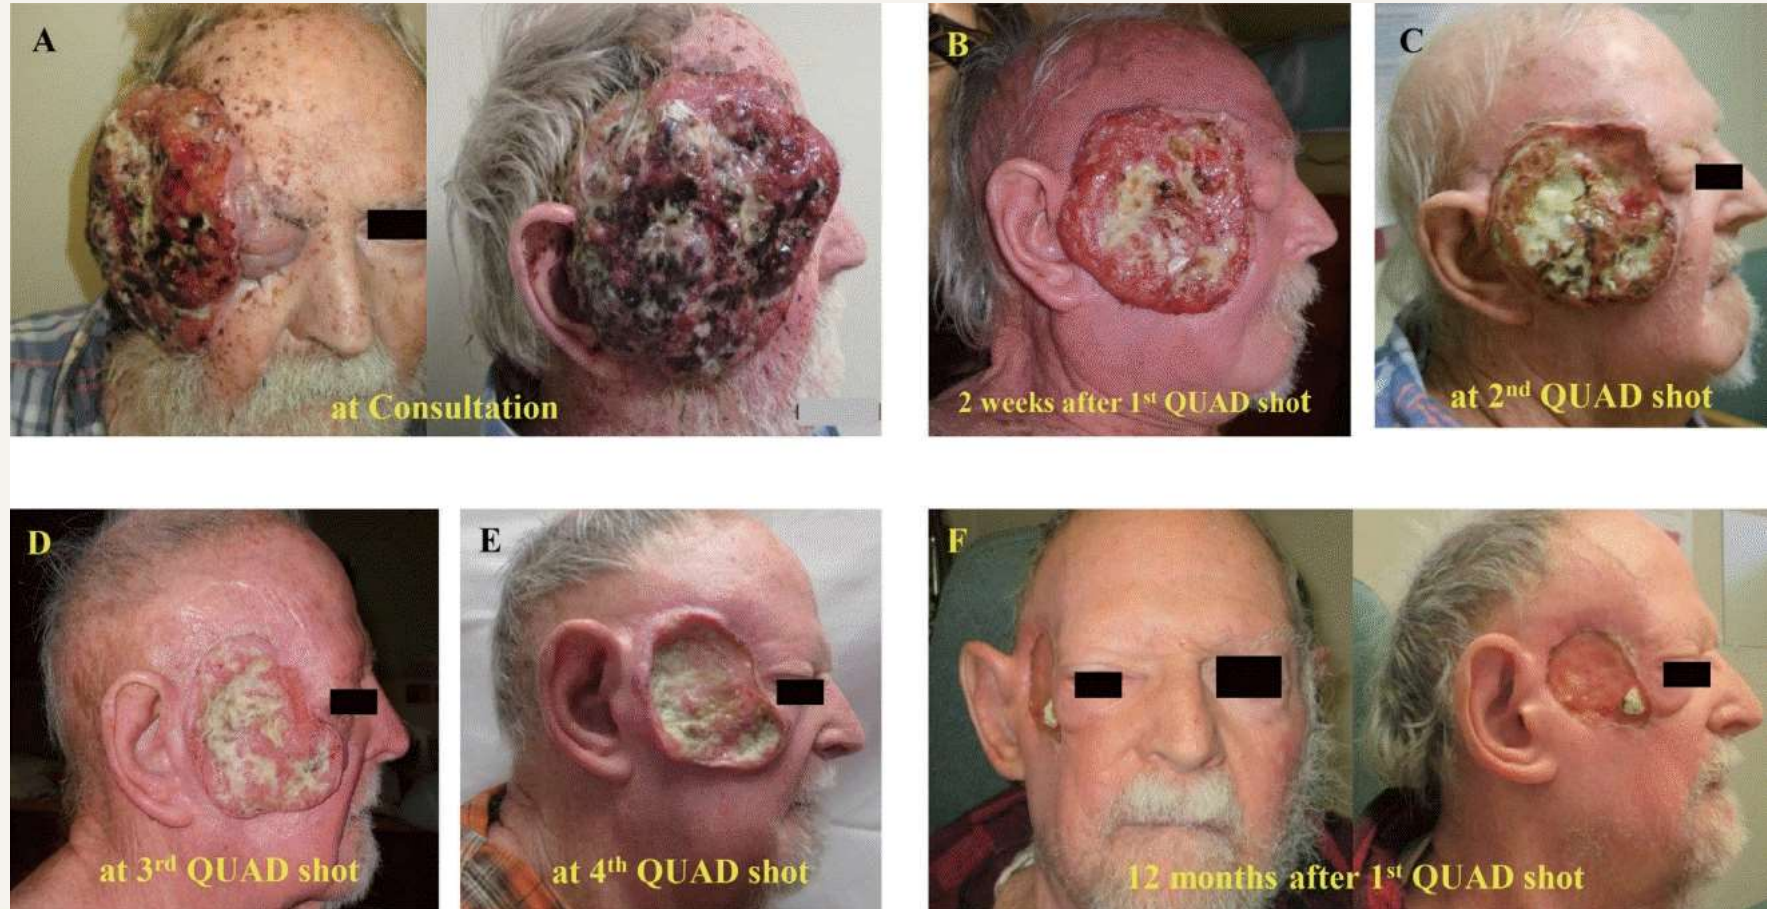 A
at Consultation
B
2 weeks after 1st QUAD shot
C
at 2nd QUAD shot
D
at 3rd QUAD shot
E
at 4th QUAD shot
F
12 months after 1st QUAD shot